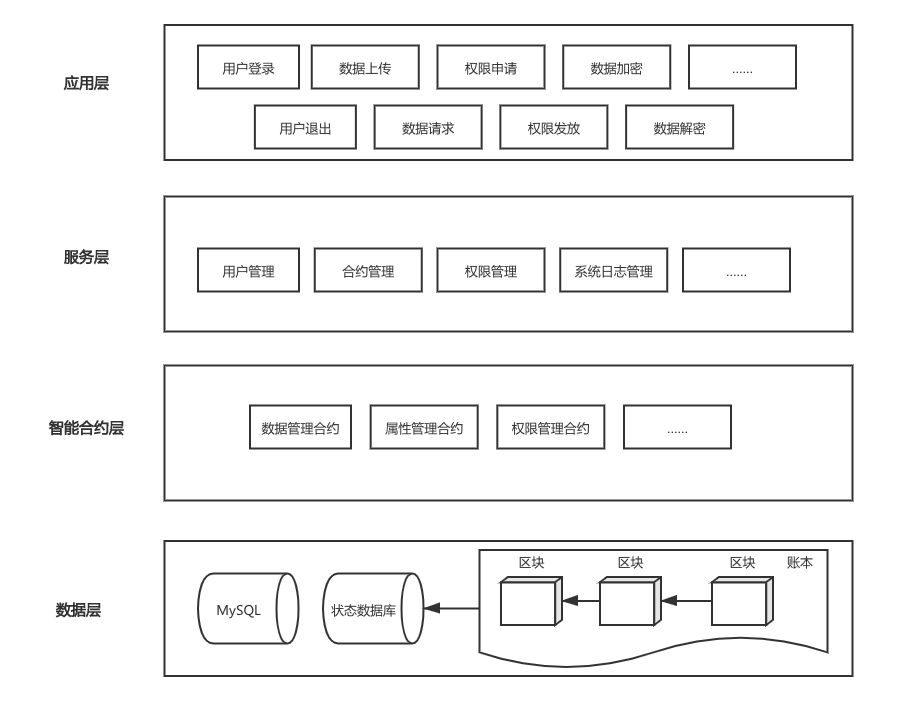 应用层
用户登录
数据上传
权限申请
数据加密
......
用户退出
数据请求
权限发放
数据解密
服务层
用户管理
合约管理
权限管理
系统日志管理
......
智能合约层
数据管理合约
属性管理合约
权限管理合约
......
数据层
MySQL
状态数据库
区块
区块
区块
账本